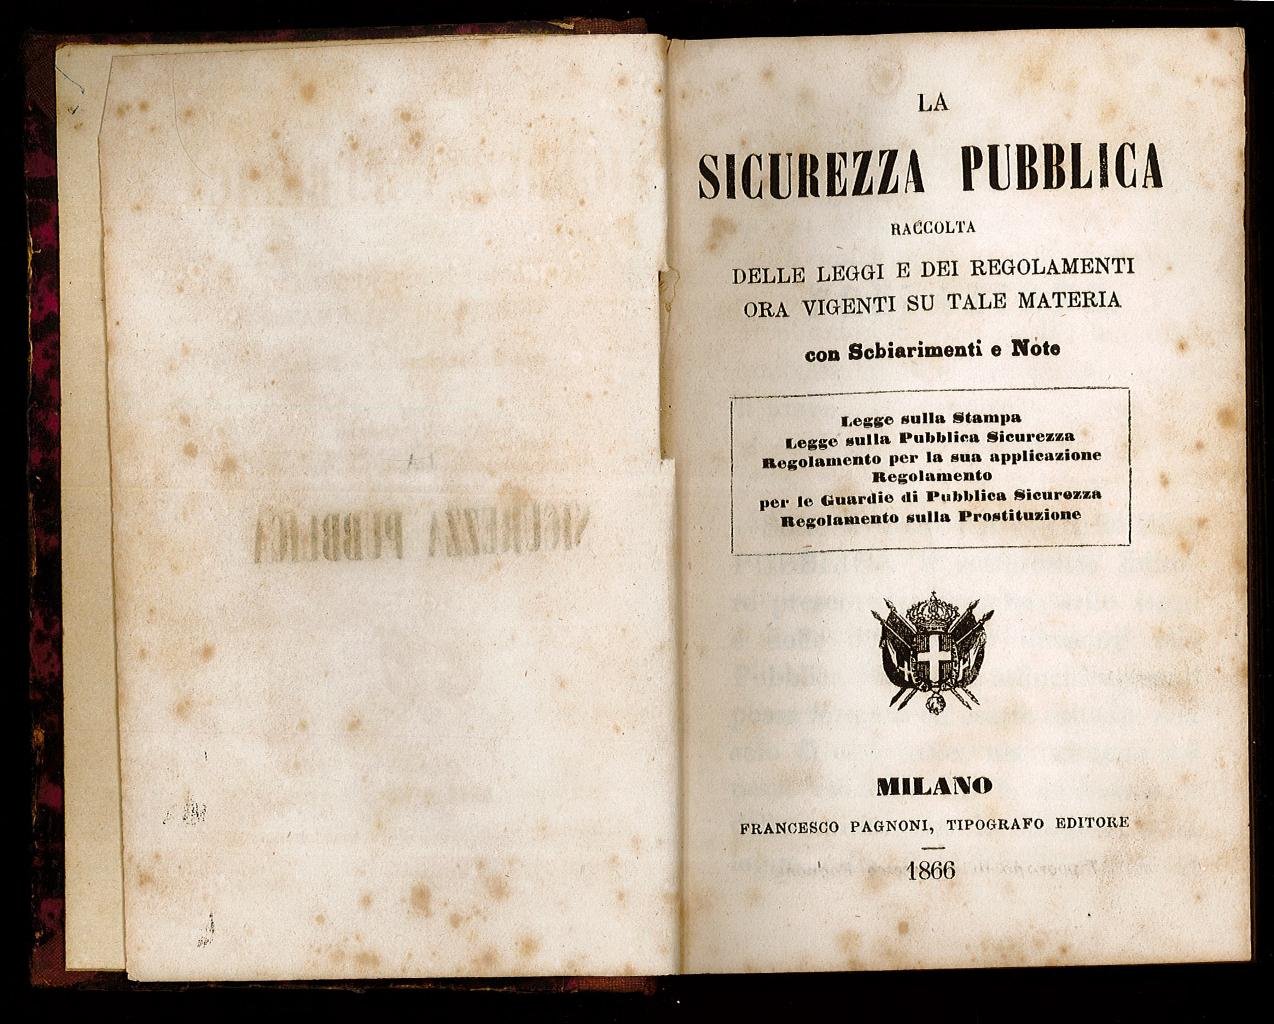 LA
SICUREZZA PUBBLICA
RACCOLTA
DELLE LEGGI E DEI REGOLAMENTI
ORA VIGENTI SU TALE MATERIA
con Schiarimenti e Note
Legge sulla Stampa
Legge sulla Pubblica Sicurezza
Regolamento per la sua applicazione
Regolamento
per le Guardie di Pubblica Sicurezza
Regolamento sulla Prostituzione
MILANO
FRANCESCO PAGNONI, TIPOGRAFO EDITORE
1866